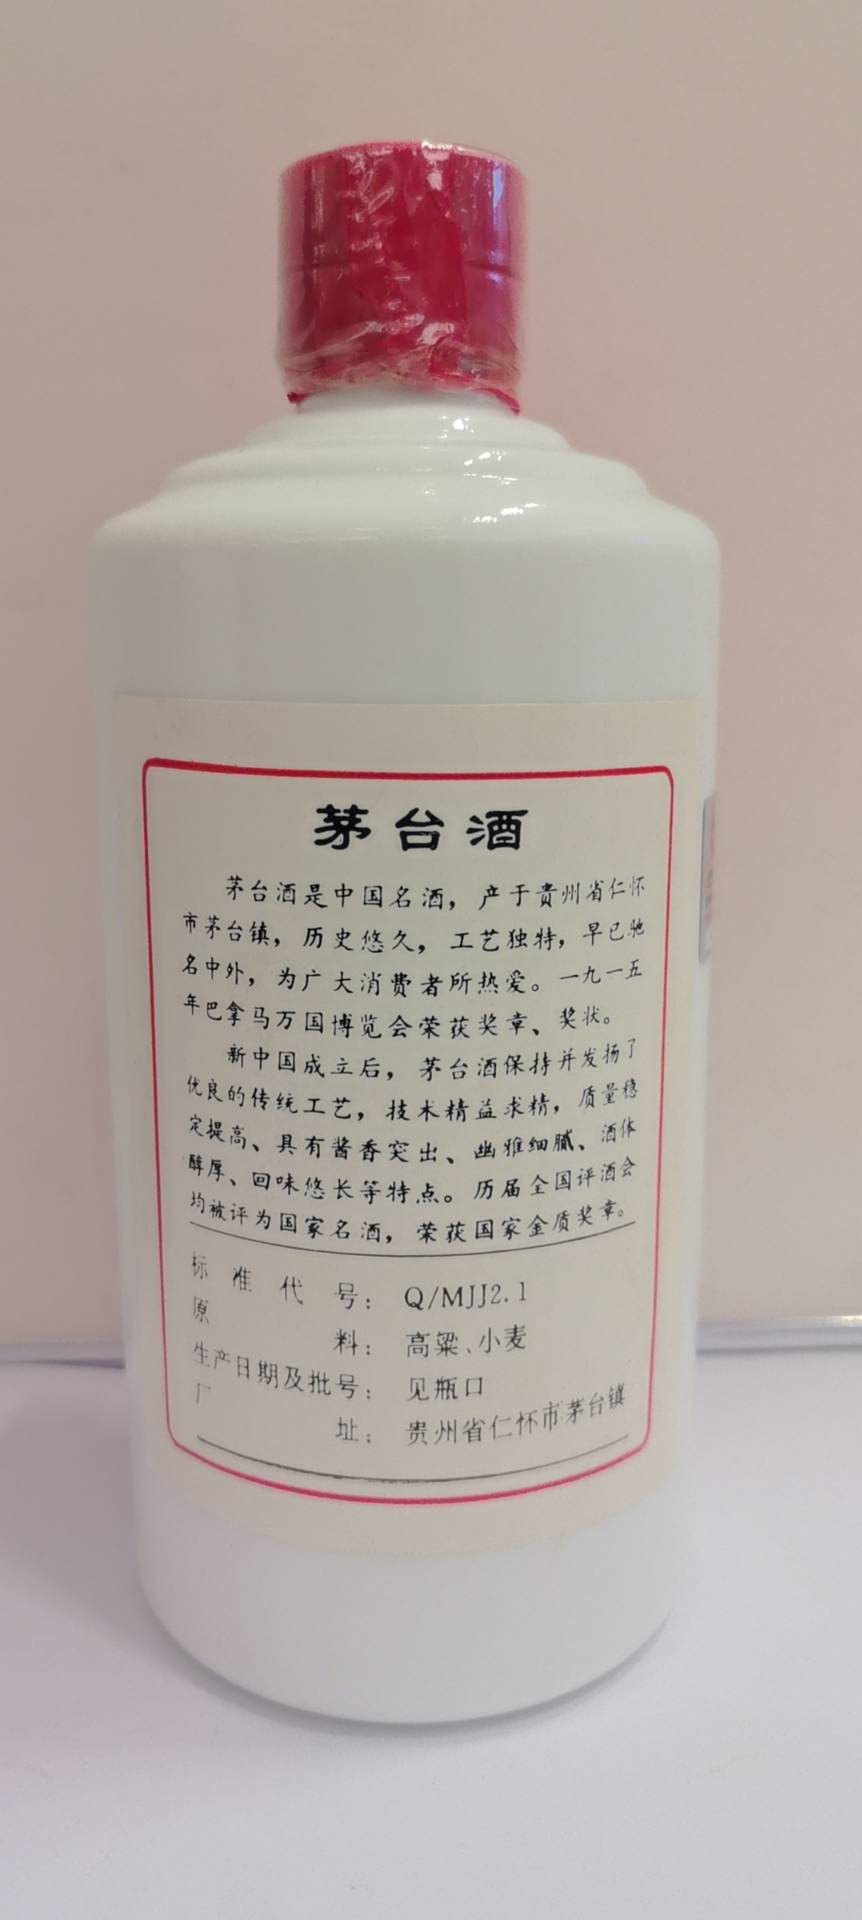 茅台酒
茅台酒是中国名酒，产于贵州省仁怀
市茅台镇，历史悠久，工艺独特，早已驰
名中外，为广大消费者所热爱。一九一五
年巴拿马万国博览会荣获奖章、奖状。
新中国成立后，茅台酒保持并发扬了
优良的传统工艺，技术精益求精，质量稳
定提高、具有酱香突出、幽雅细腻、酒体
醇厚、回味悠长等特点。历届全国评酒会
均被评为国家名酒，荣获国家金质奖章。
标准代号：Q/MJJ2.1
原料：高粱、小麦
生产日期及批号：见瓶口
厂址：贵州省仁怀市茅台镇